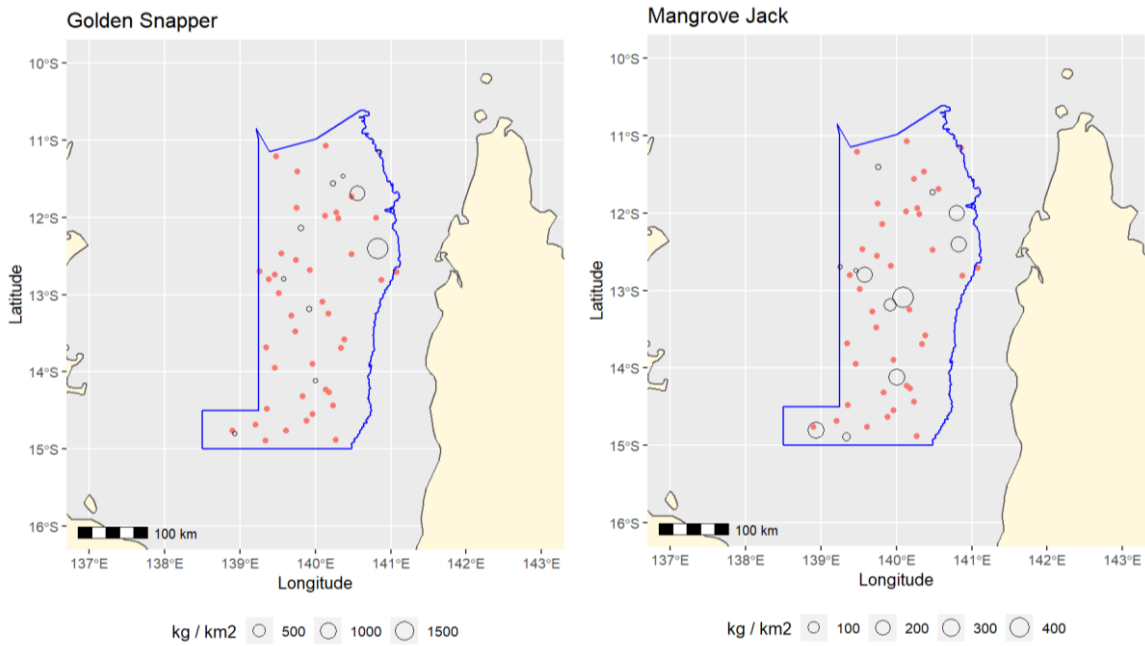 Golden Snapper
10°S
11°S
12°S
13°S
14°S
15°S
16°S
Latitude
100 km
137°E 138°E 139°E 140°E 141°E 142°E 143°E
Longitude
kg / km2 500 1000 1500
Mangrove Jack
10°S
11°S
12°S
13°S
14°S
15°S
16°S
Latitude
100 km
137°E 138°E 139°E 140°E 141°E 142°E 143°E
Longitude
kg / km2 100 200 300 400